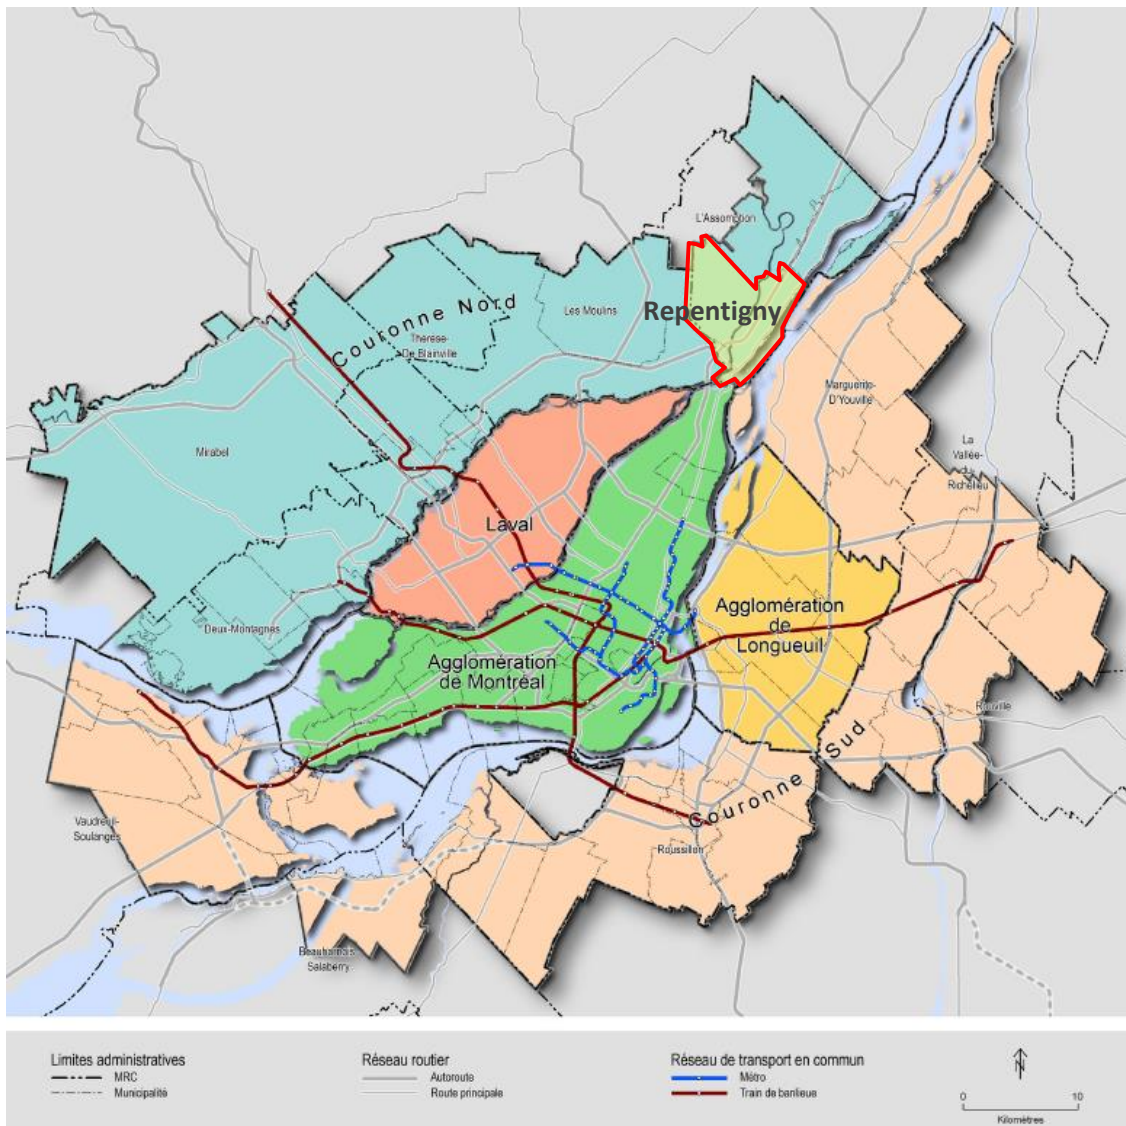 L'Assomption
Repentigny
Couronne Nord
Les Moulins
Thérèse-
De Blainville
Marguerite-
D'Youville
La
Vallée-
du-
Richelieu
Mirabel
Laval
Agglomération
de
Longueuil
Deux-Montagnes
Agglomération
de Montréal
Rouville
Couronne Sud
Vaudreuil-
Soulanges
Roussillon
Beauharnois-
Salaberry
Limites administratives
MRC
Municipalité
Réseau routier
Autoroute
Route principale
Réseau de transport en commun
Métro
Train de banlieue
N
0 10
Kilomètres